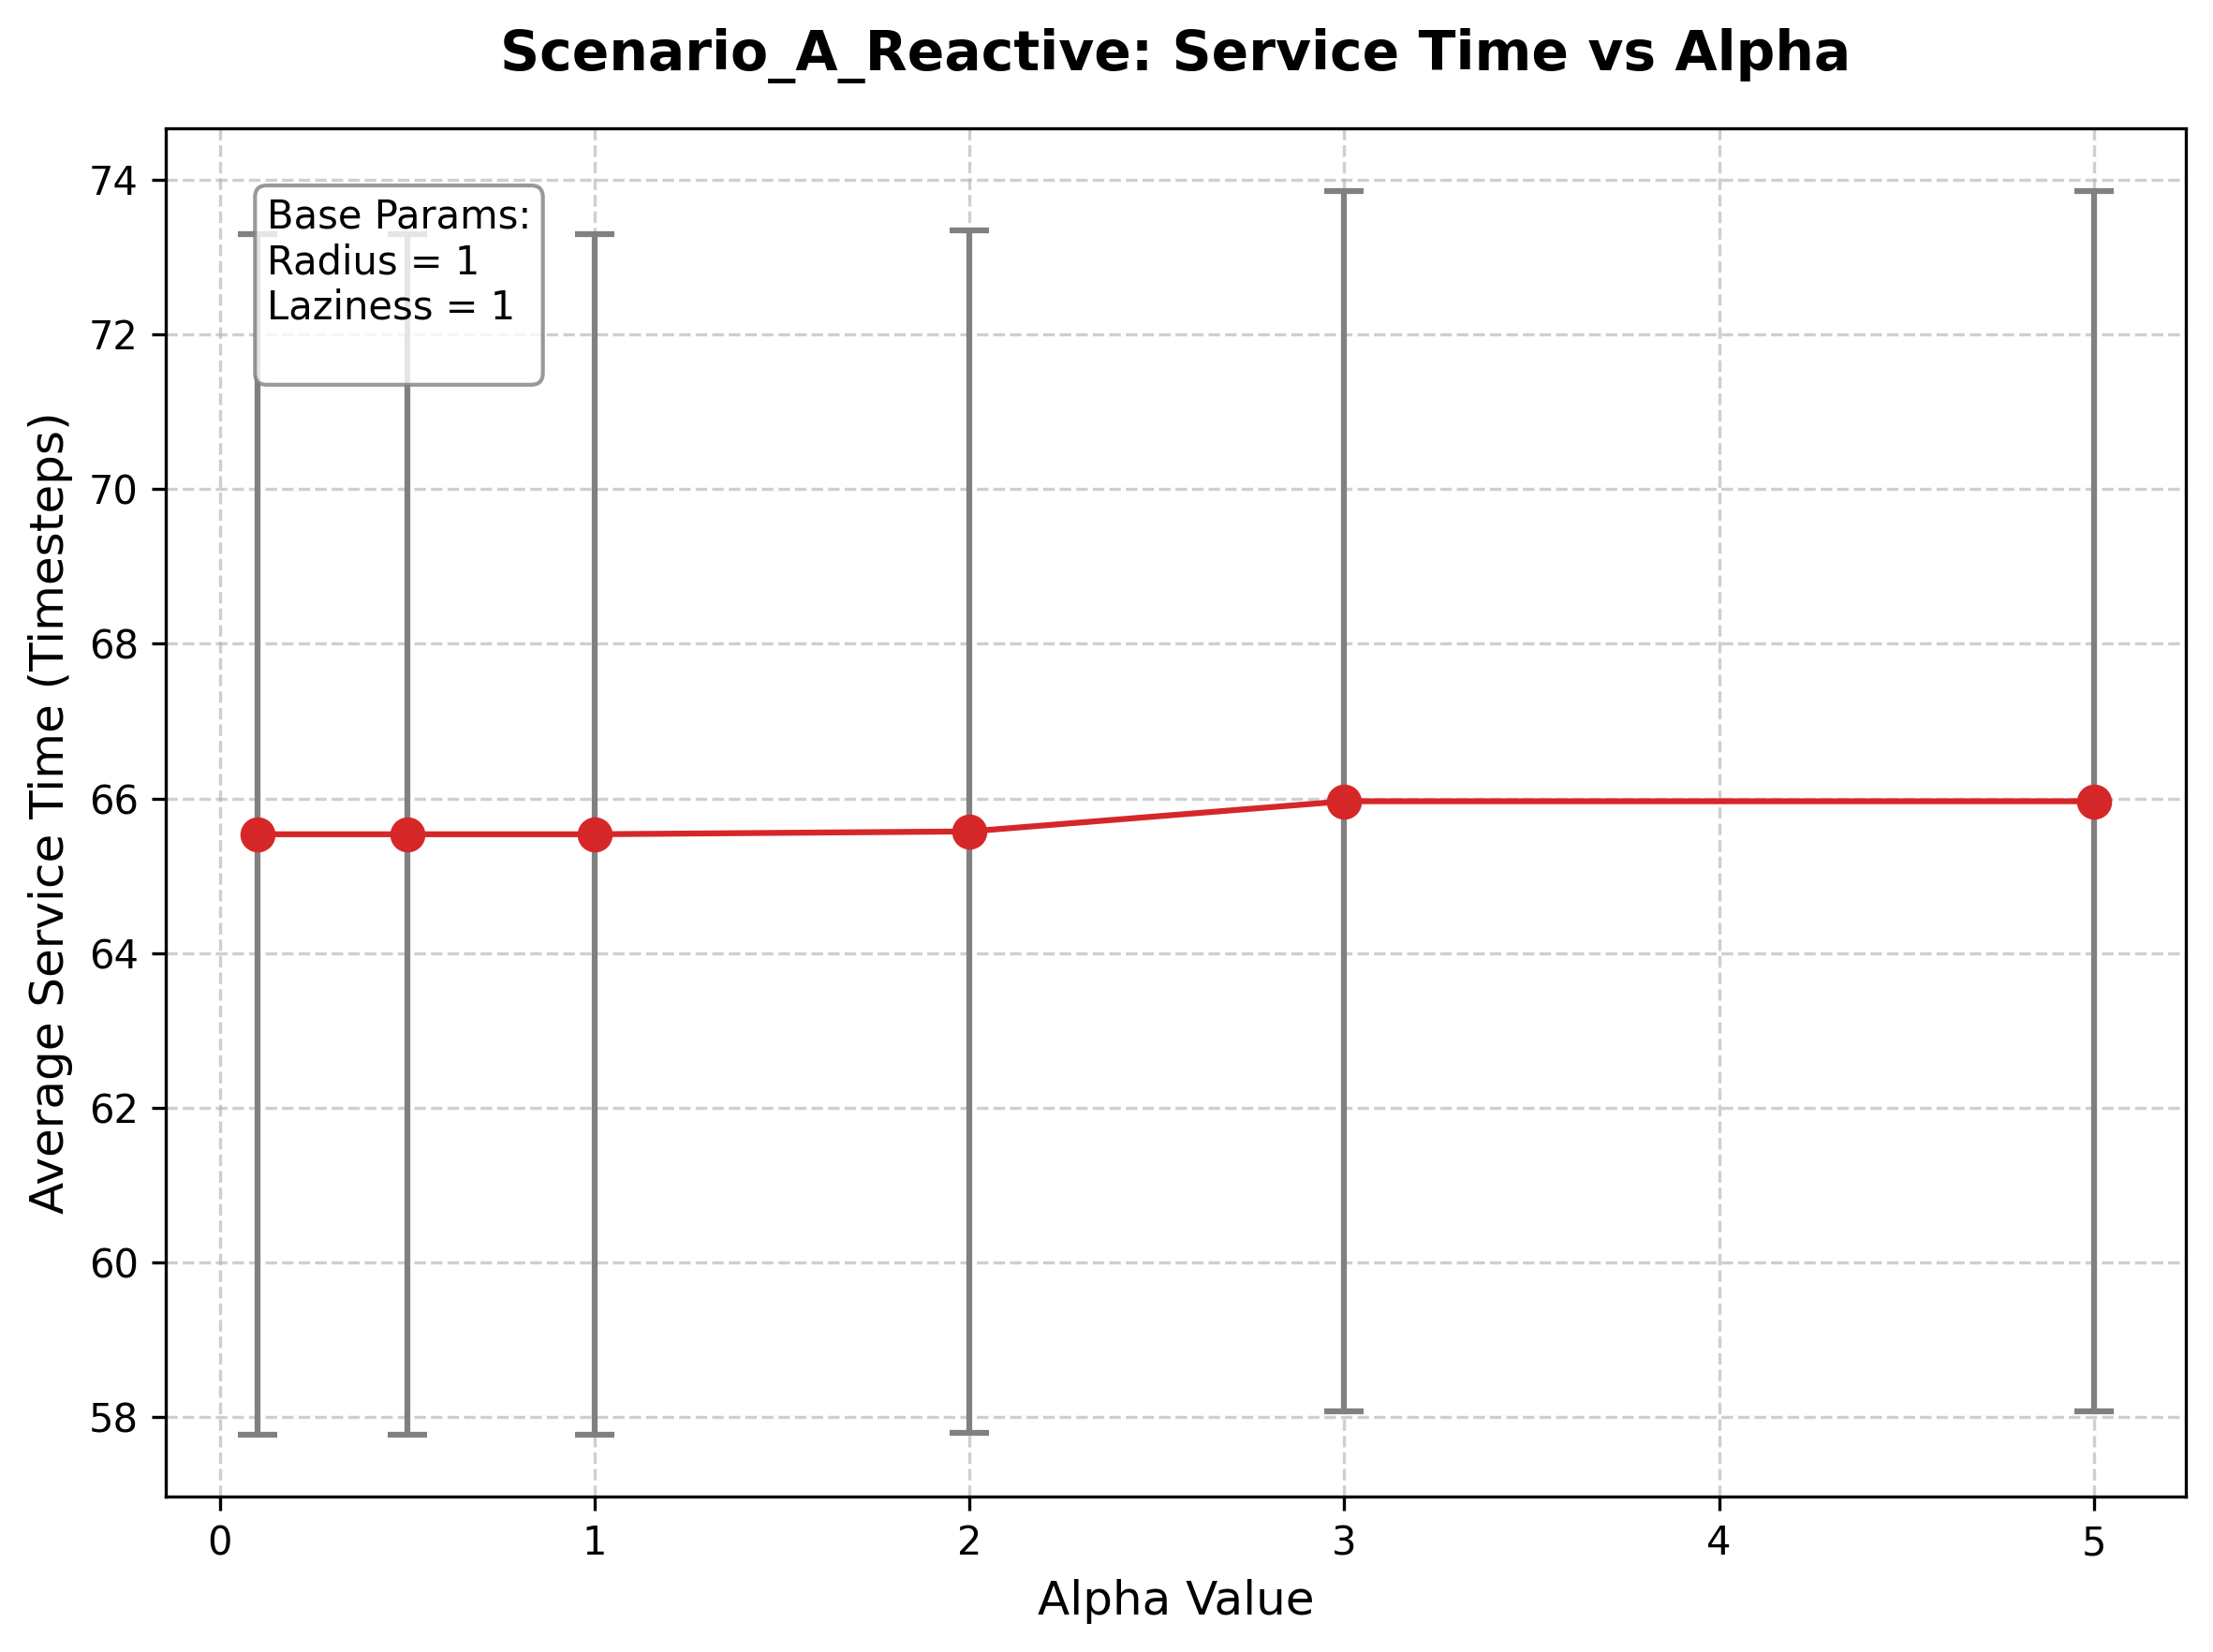 Scenario_A_Reactive: Service Time vs Alpha
Average Service Time (Timesteps)
74
72
70
68
66
64
62
60
58
Base Params:
Radius = 1
Laziness = 1
0 1 2 3 4 5
Alpha Value